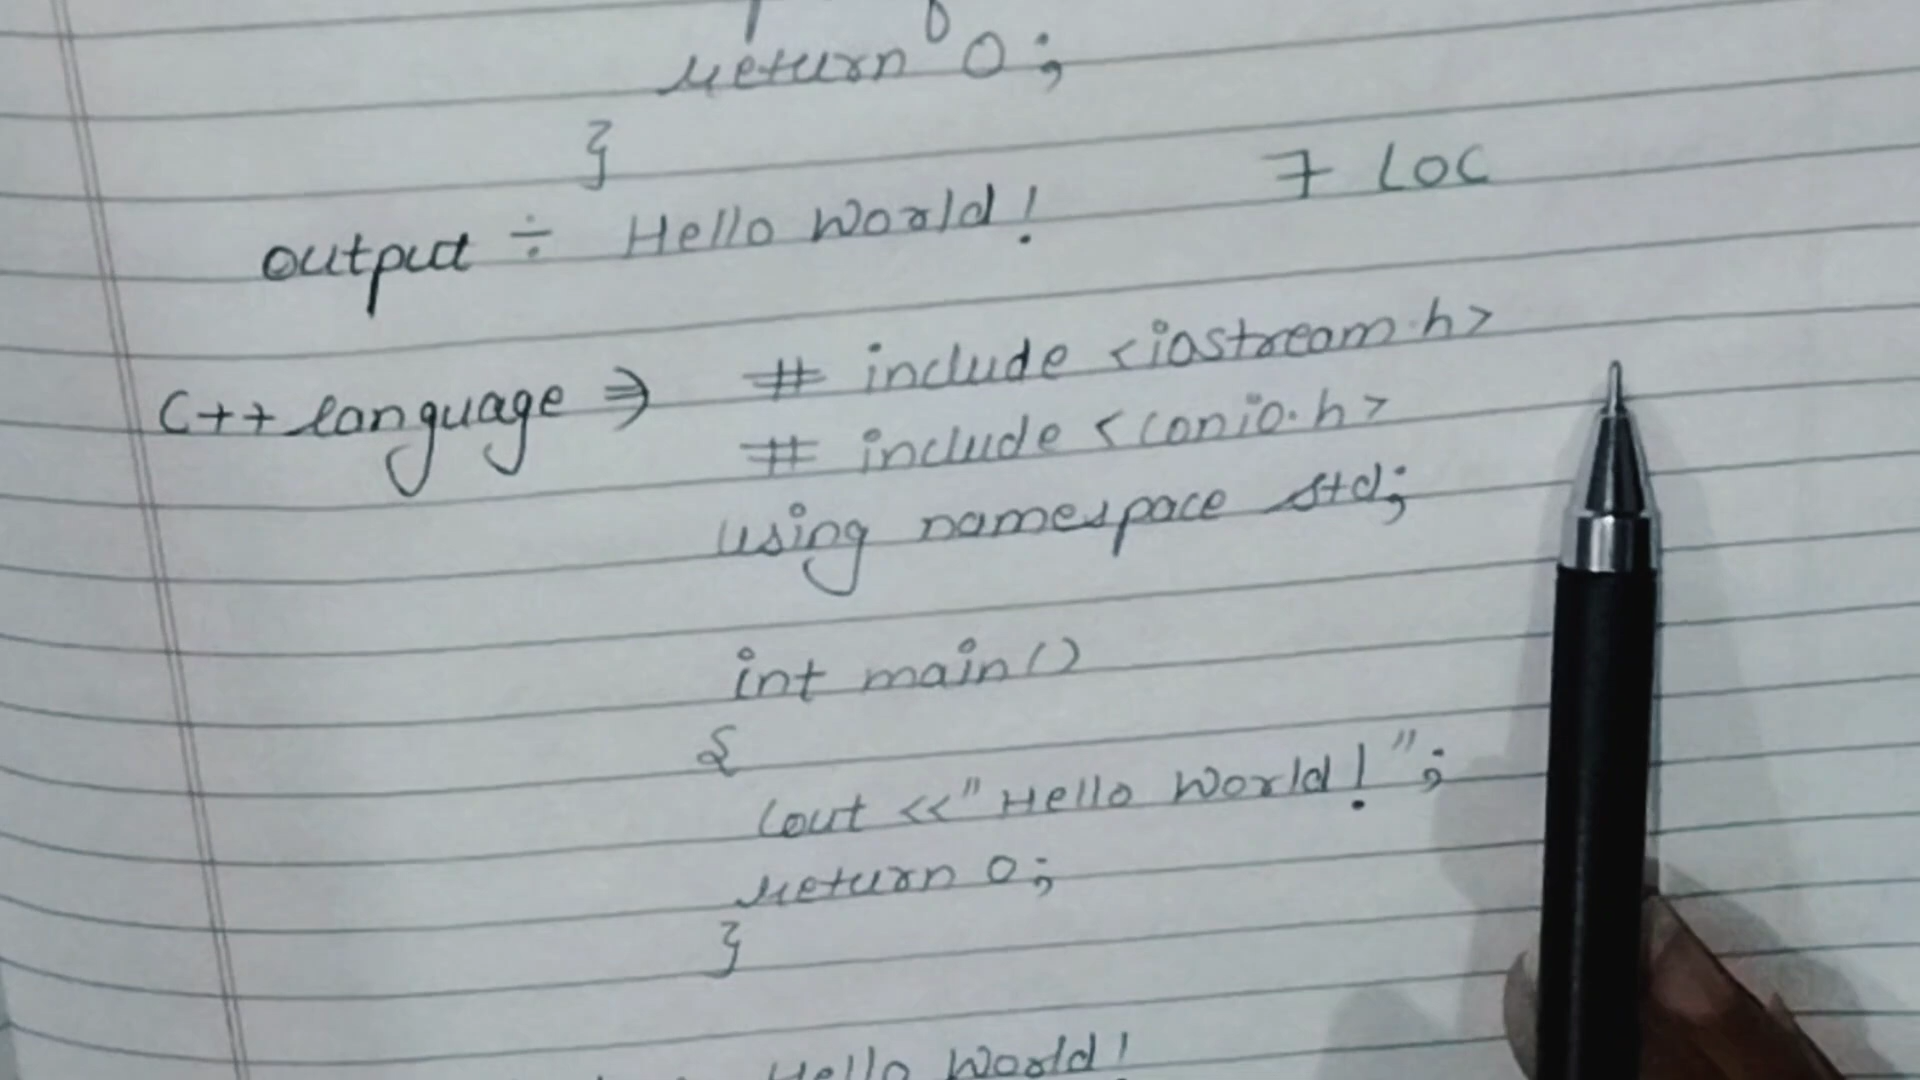 return 0;
}
7 LOC
output ÷ Hello World!
C++ language ⇒ # include <iostream.h>
# include <conio.h>
using namespace std;
int main()
{
cout <<"Hello World!";
return 0;
}
Hello World!